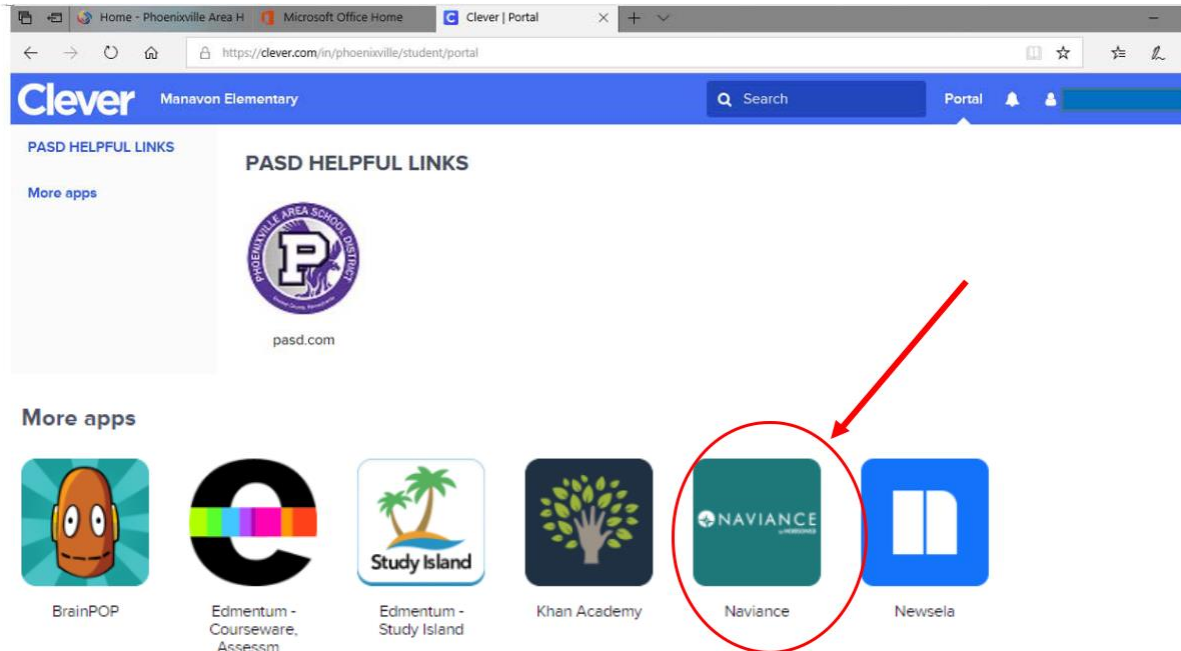 Home - Phoenixville Area H
Microsoft Office Home
Clever | Portal
https://clever.com/in/phoenixville/student/portal
Clever
Manavon Elementary
Search
Portal
PASD HELPFUL LINKS
More apps
PASD HELPFUL LINKS
PHOENIXVILLE AREA SCHOOL DISTRICT
P
pasd.com
More apps
Study Island
NAVIANCE
BrainPOP
Edmentum -
Courseware,
Assessm
Edmentum -
Study Island
Khan Academy
Naviance
Newsela